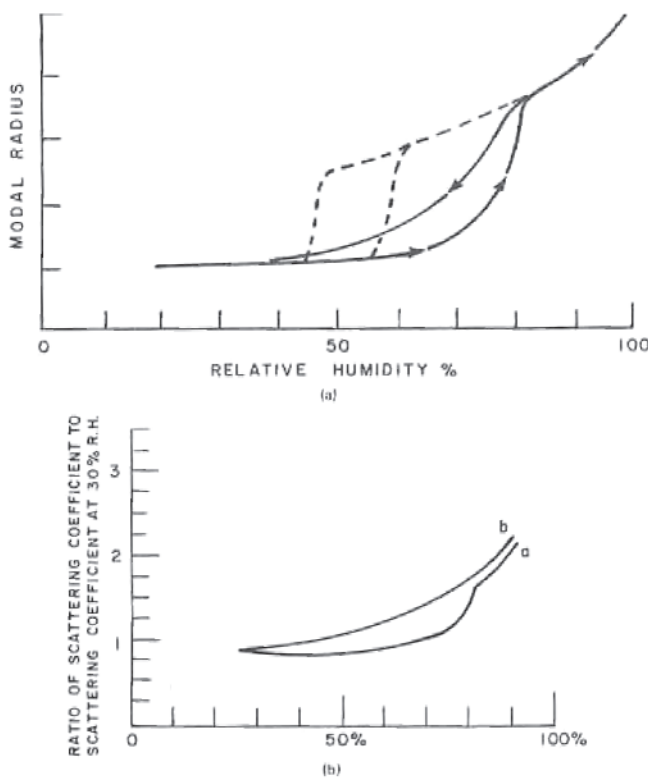 MODAL RADIUS
0 50 100
RELATIVE HUMIDITY %
(a)
RATIO OF SCATTERING COEFFICIENT TO
SCATTERING COEFFICIENT AT 30% R.H.
3
2
1
b
a
0 50% 100%
(b)